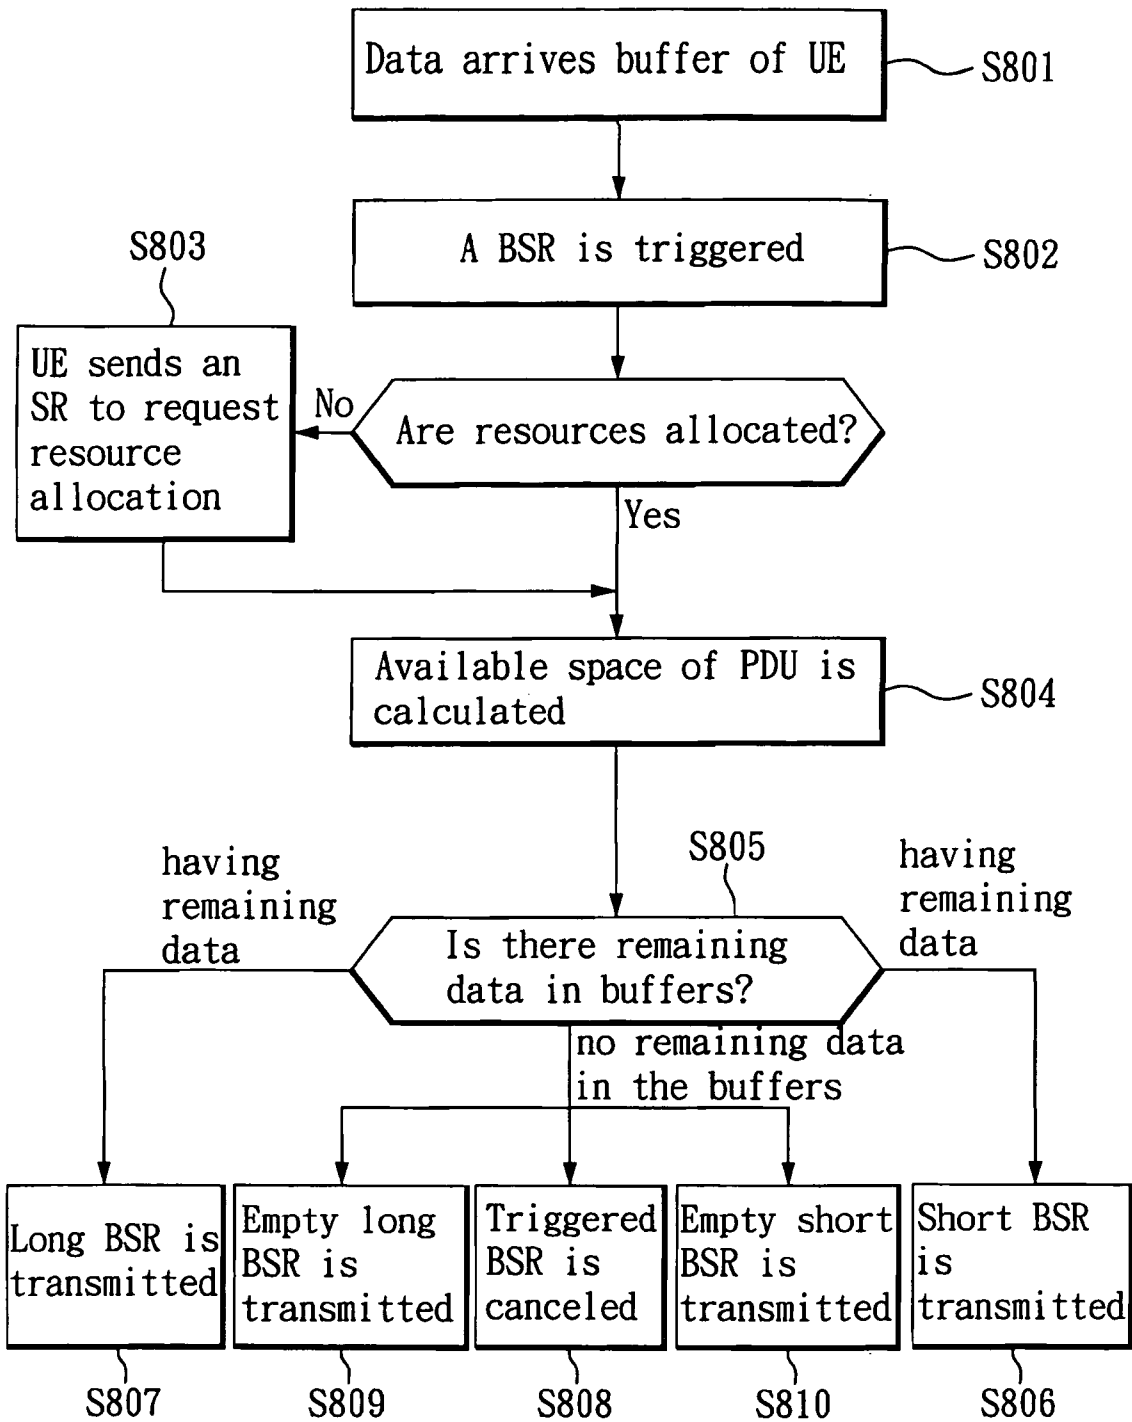 Data arrives buffer of UE
S801
A BSR is triggered
S802
S803
UE sends an
SR to request
resource
allocation
No
Are resources allocated?
Yes
Available space of PDU is
calculated
S804
S805
having
remaining
data
Is there remaining
data in buffers?
having
remaining
data
no remaining data
in the buffers
Long BSR is
transmitted
Empty long
BSR is
transmitted
Triggered
BSR is
canceled
Empty short
BSR is
transmitted
Short BSR
is
transmitted
S807
S809
S808
S810
S806